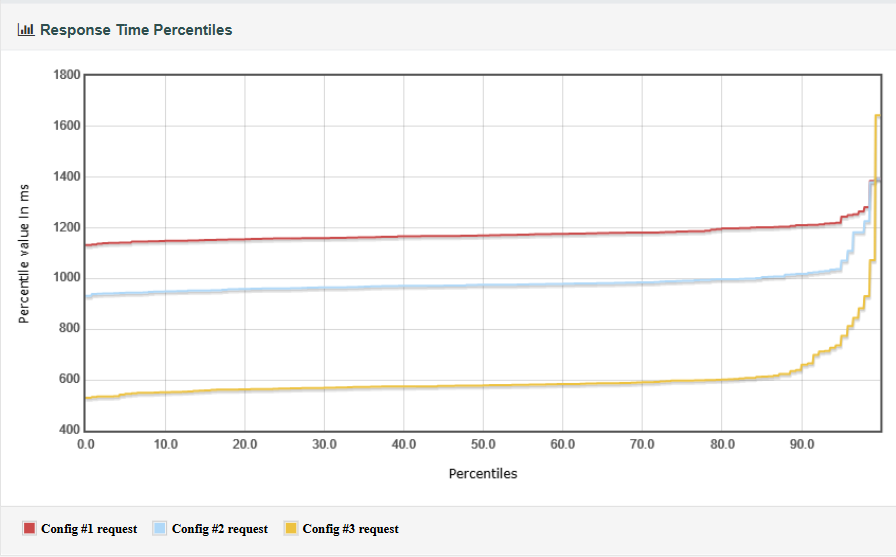 Response Time Percentiles
1800
1600
1400
1200
1000
800
600
400
Percentile value In ms
0.0 10.0 20.0 30.0 40.0 50.0 60.0 70.0 80.0 90.0
Percentiles
Config #1 request Config #2 request Config #3 request